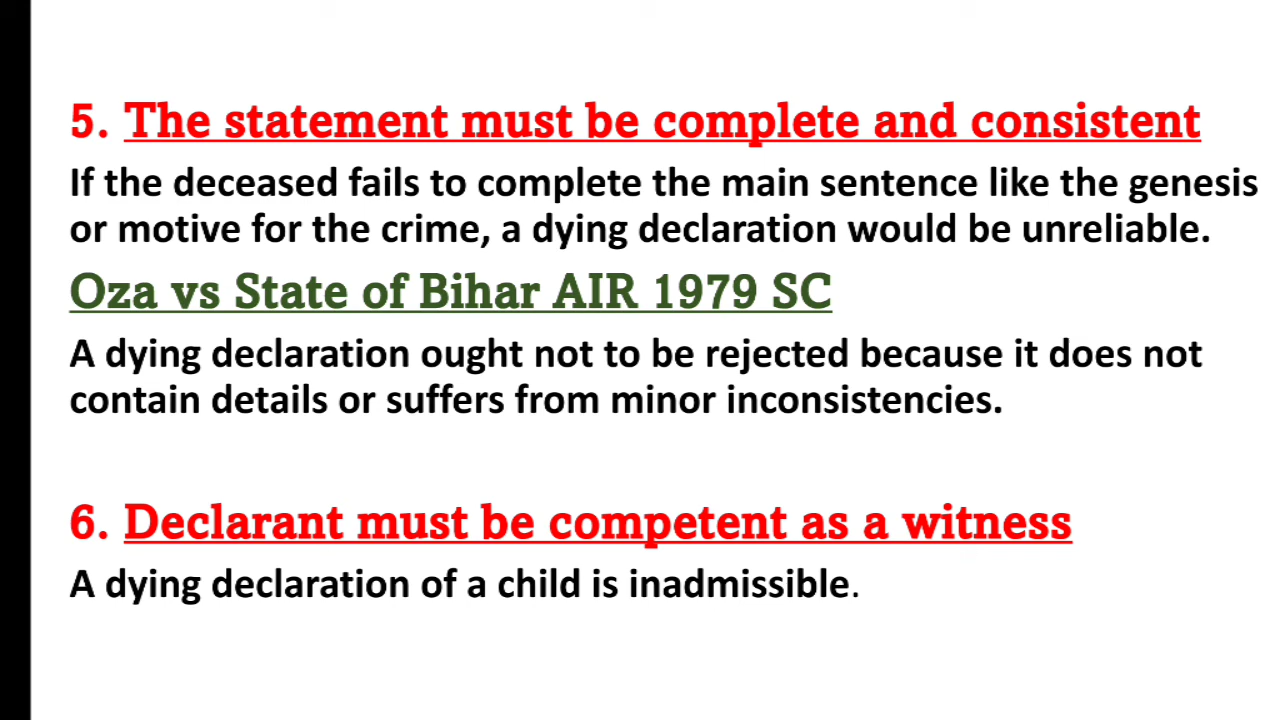 5. The statement must be complete and consistent
If the deceased fails to complete the main sentence like the genesis
or motive for the crime, a dying declaration would be unreliable.
Oza vs State of Bihar AIR 1979 SC
A dying declaration ought not to be rejected because it does not
contain details or suffers from minor inconsistencies.
6. Declarant must be competent as a witness
A dying declaration of a child is inadmissible.